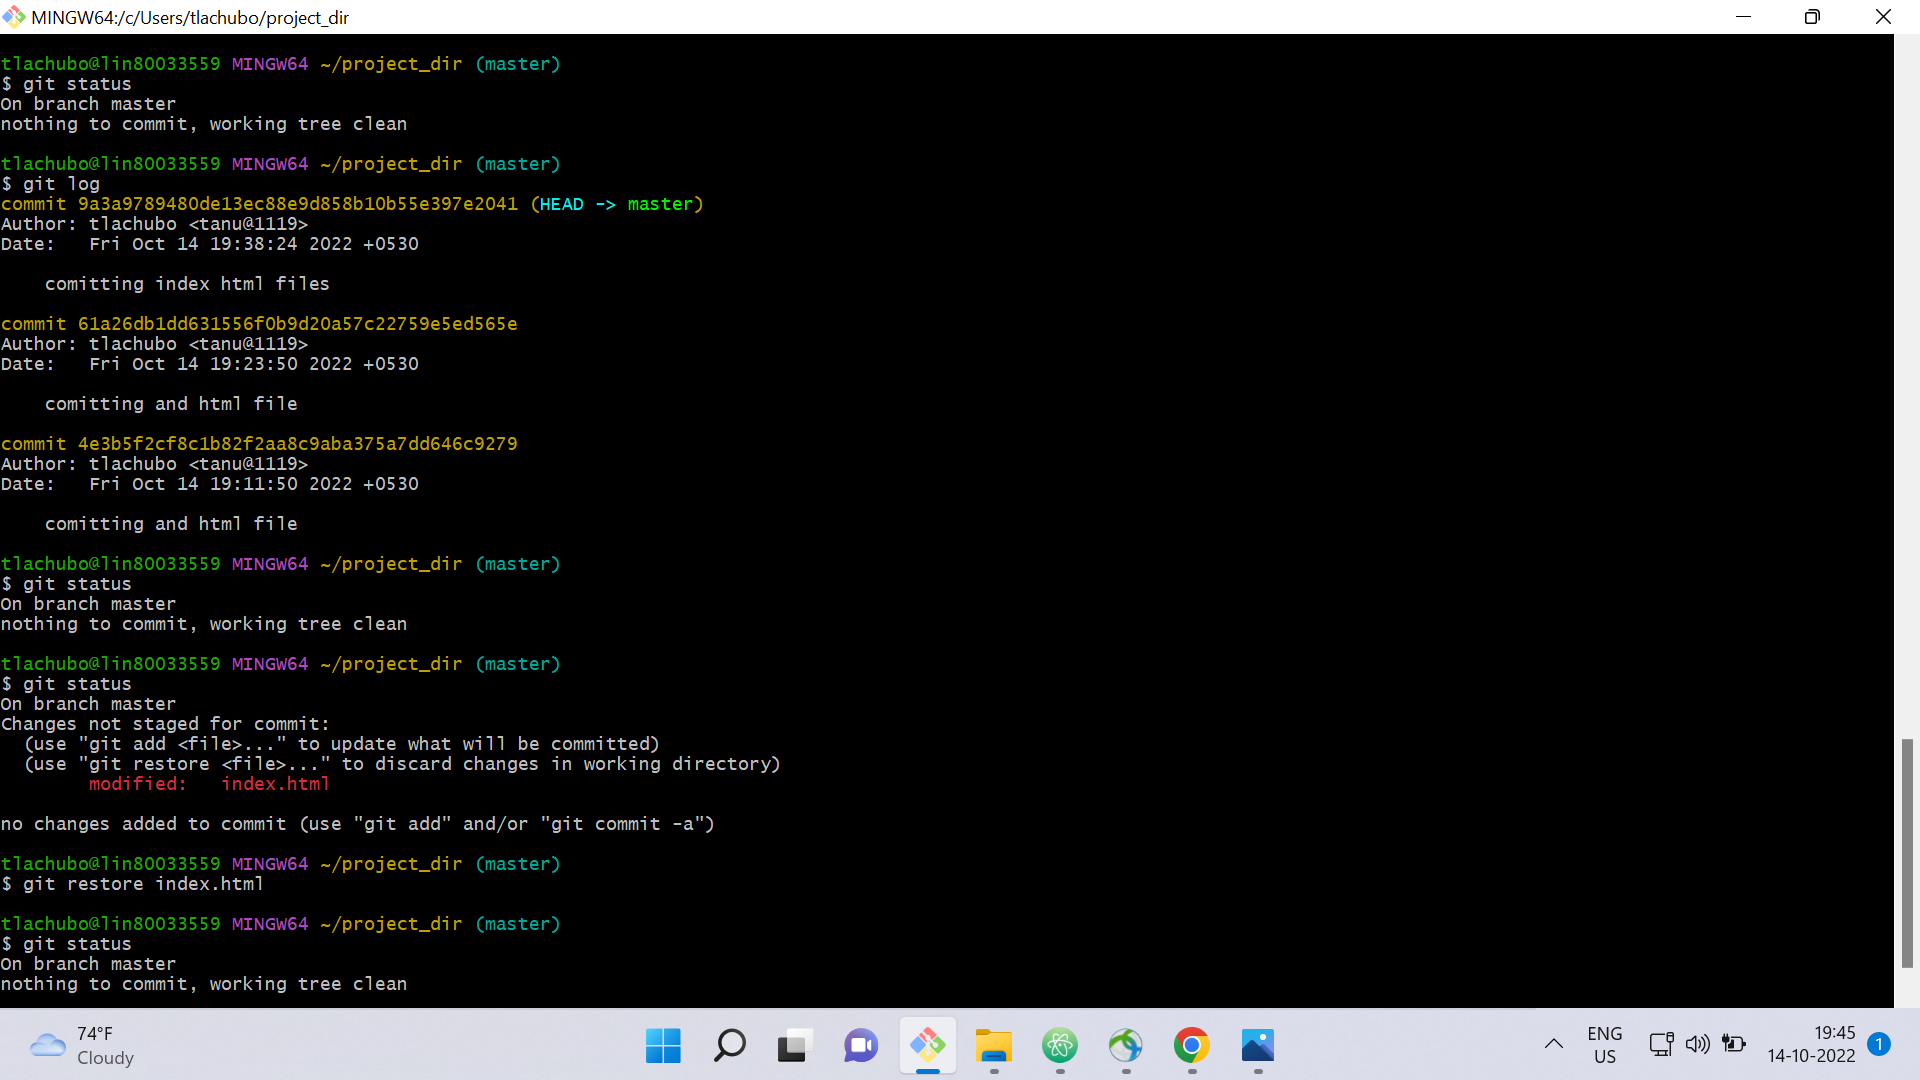 MINGW64:/c/Users/tlachubo/project_dir
tlachubo@lin80033559 MINGW64 ~/project_dir (master)
$ git status
On branch master
nothing to commit, working tree clean
tlachubo@lin80033559 MINGW64 ~/project_dir (master)
$ git log
commit 9a3a9789480de13ec88e9d858b10b55e397e2041 (HEAD -> master)
Author: tlachubo <tanu@1119>
Date:   Fri Oct 14 19:38:24 2022 +0530
    comitting index html files
commit 61a26db1dd631556f0b9d20a57c22759e5ed565e
Author: tlachubo <tanu@1119>
Date:   Fri Oct 14 19:23:50 2022 +0530
    comitting and html file
commit 4e3b5f2cf8c1b82f2aa8c9aba375a7dd646c9279
Author: tlachubo <tanu@1119>
Date:   Fri Oct 14 19:11:50 2022 +0530
    comitting and html file
tlachubo@lin80033559 MINGW64 ~/project_dir (master)
$ git status
On branch master
nothing to commit, working tree clean
tlachubo@lin80033559 MINGW64 ~/project_dir (master)
$ git status
On branch master
Changes not staged for commit:
  (use "git add <file>..." to update what will be committed)
  (use "git restore <file>..." to discard changes in working directory)
        modified:   index.html
no changes added to commit (use "git add" and/or "git commit -a")
tlachubo@lin80033559 MINGW64 ~/project_dir (master)
$ git restore index.html
tlachubo@lin80033559 MINGW64 ~/project_dir (master)
$ git status
On branch master
nothing to commit, working tree clean
74°F
Cloudy
ENG
US
19:45
14-10-2022
1